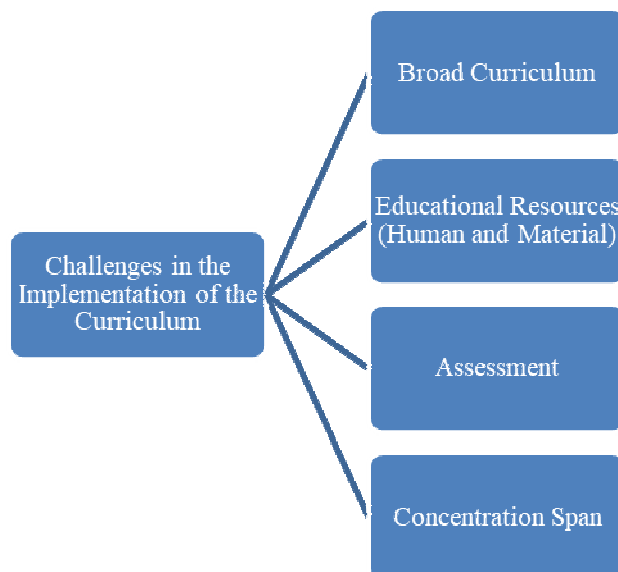 Challenges in the
Implementation of the
Curriculum
Broad Curriculum
Educational Resources
(Human and Material)
Assessment
Concentration Span